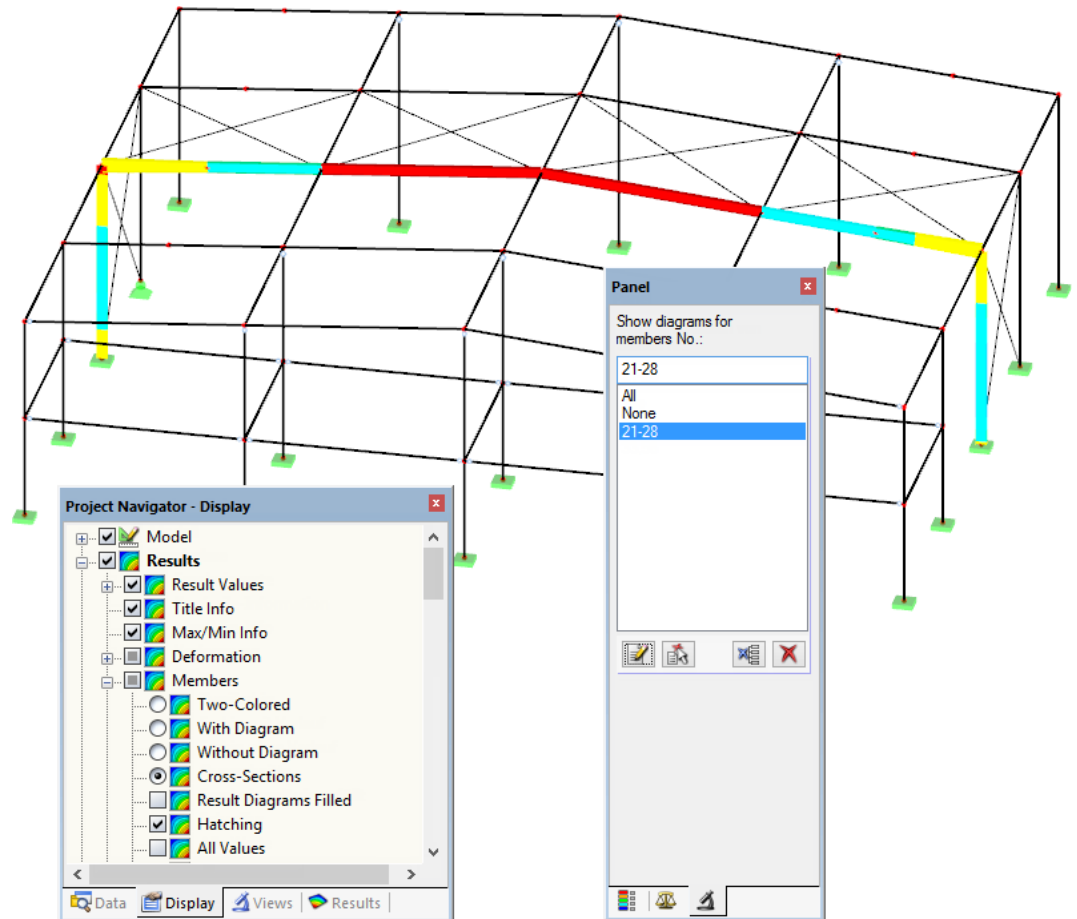 Panel
Show diagrams for
members No.:
21-28
All
None
21-28
Project Navigator - Display
Model
Results
Result Values
Title Info
Max/Min Info
Deformation
Members
Two-Colored
With Diagram
Without Diagram
Cross-Sections
Result Diagrams Filled
Hatching
All Values
Data Display Views Results